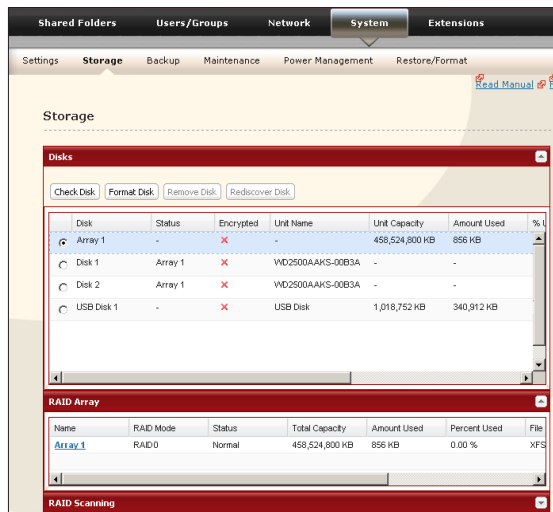 Shared Folders Users/Groups Network System Extensions
Settings Storage Backup Maintenance Power Management Restore/Format
Read Manual
Storage
Disks
Check Disk Format Disk Remove Disk Rediscover Disk
Disk Status Encrypted Unit Name Unit Capacity Amount Used %
Array 1 - - 458,524,800 KB 856 KB
Disk 1 Array 1 WD2500AAKS-00B3A - -
Disk 2 Array 1 WD2500AAKS-00B3A - -
USB Disk 1 - USB Disk 1,018,752 KB 340,912 KB
RAID Array
Name RAID Mode Status Total Capacity Amount Used Percent Used File
Array 1 RAID0 Normal 458,524,800 KB 856 KB 0.00 % XFS
RAID Scanning